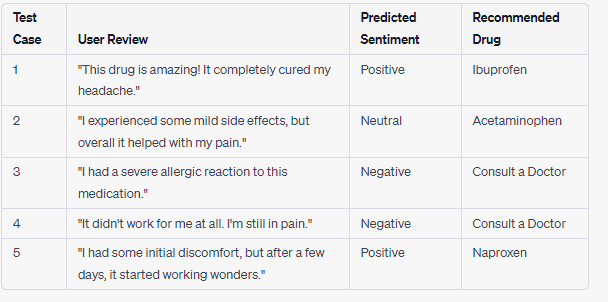 Test Case User Review Predicted Sentiment Recommended Drug
1 "This drug is amazing! It completely cured my headache." Positive Ibuprofen
2 "I experienced some mild side effects, but overall it helped with my pain." Neutral Acetaminophen
3 "I had a severe allergic reaction to this medication." Negative Consult a Doctor
4 "It didn't work for me at all. I'm still in pain." Negative Consult a Doctor
5 "I had some initial discomfort, but after a few days, it started working wonders." Positive Naproxen